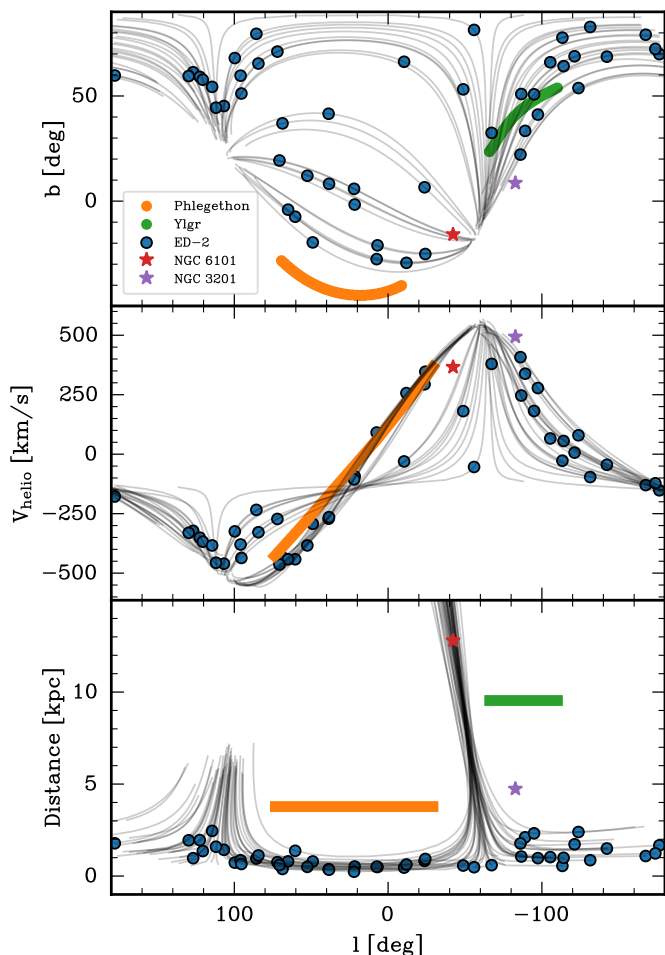 50
0
b [deg]
Phlegethon
Ylgr
ED-2
NGC 6101
NGC 3201
500
250
0
−250
−500
V_helio [km/s]
10
5
0
Distance [kpc]
100
0
−100
l [deg]